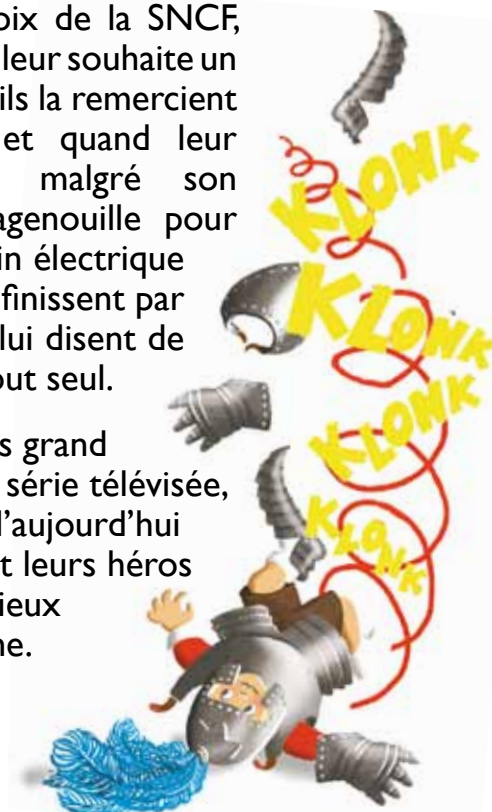 oix de la SNCF,
leur souhaite un
ils la remercient
et quand leur
malgré son
agenouille pour
in électrique
finissent par
lui disent de
out seul.
s grand
série télévisée,
l'aujourd'hui
t leurs héros
ieux
ne.
KLONK
KLONK
KLONK
KLONK